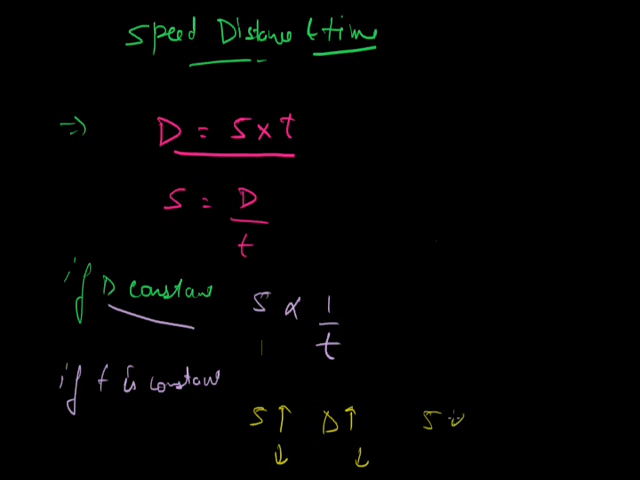 Speed Distance & time
⇒ D = S × t
S = D/t
if D constant S ∝ 1/t
if t is constant
S↑ D↑ S
↓ ↓